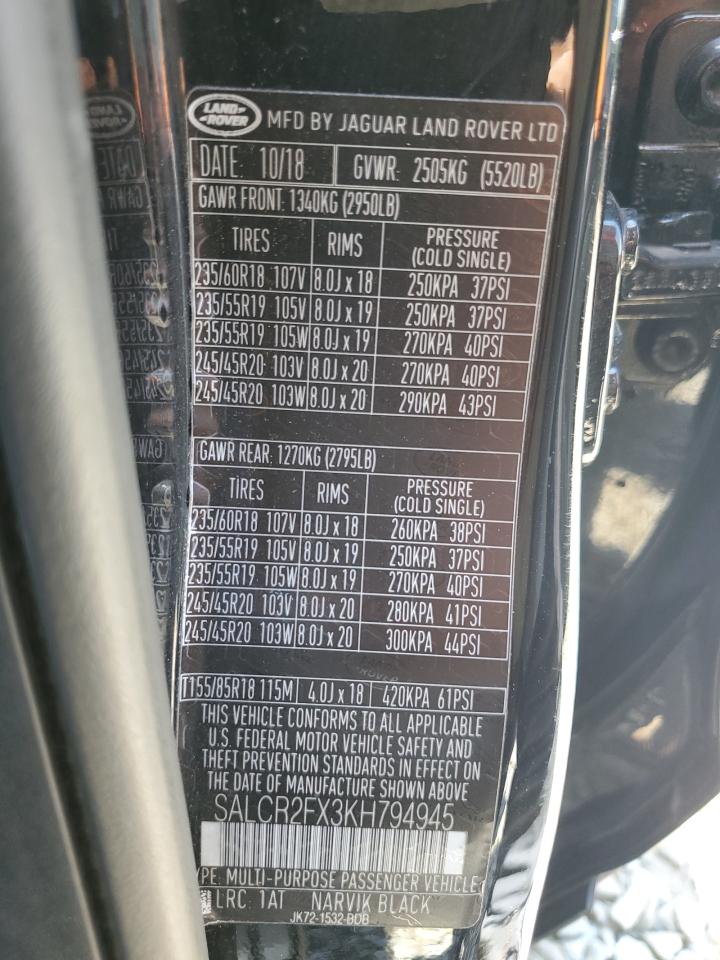 LAND ROVER MFD BY JAGUAR LAND ROVER LTD
DATE: 10/18 GVWR: 2505KG (5520LB)
GAWR FRONT: 1340KG (2950LB)
TIRES RIMS PRESSURE (COLD SINGLE)
235/60R18 107V 8.0J x 18 250KPA 37PSI
235/55R19 105V 8.0J x 19 250KPA 37PSI
235/55R19 105W 8.0J x 19 270KPA 40PSI
245/45R20 103V 8.0J x 20 270KPA 40PSI
245/45R20 103W 8.0J x 20 290KPA 43PSI
GAWR REAR: 1270KG (2795LB)
TIRES RIMS PRESSURE (COLD SINGLE)
235/60R18 107V 8.0J x 18 260KPA 38PSI
235/55R19 105V 8.0J x 19 250KPA 37PSI
235/55R19 105W 8.0J x 19 270KPA 40PSI
245/45R20 103V 8.0J x 20 280KPA 41PSI
245/45R20 103W 8.0J x 20 300KPA 44PSI
T155/85R18 115M 4.0J x 18 420KPA 61PSI
THIS VEHICLE CONFORMS TO ALL APPLICABLE
U.S. FEDERAL MOTOR VEHICLE SAFETY AND
THEFT PREVENTION STANDARDS IN EFFECT ON
THE DATE OF MANUFACTURE SHOWN ABOVE
SALCR2FX3KH794945
YPE: MULTI-PURPOSE PASSENGER VEHICLE
LRC: 1AT NARVIK BLACK
JK72-1532-BDB